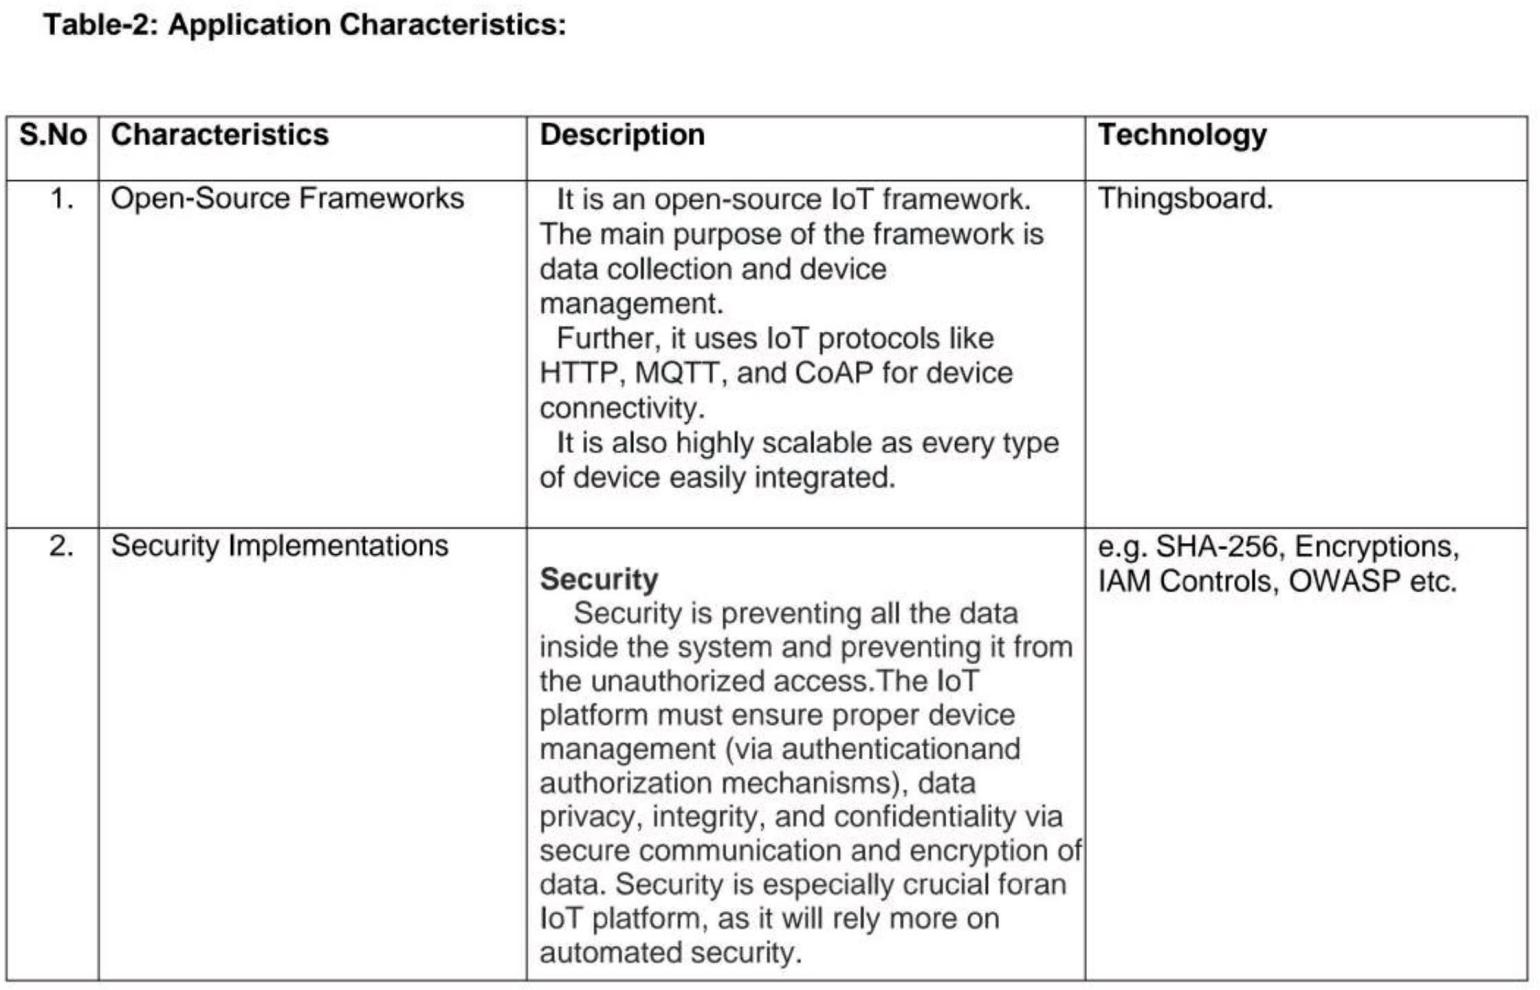 Table-2: Application Characteristics:
S.No Characteristics Description Technology
1. Open-Source Frameworks
It is an open-source IoT framework.
The main purpose of the framework is
data collection and device
management.
Further, it uses IoT protocols like
HTTP, MQTT, and CoAP for device
connectivity.
It is also highly scalable as every type
of device easily integrated.
Thingsboard.
2. Security Implementations
Security
Security is preventing all the data
inside the system and preventing it from
the unauthorized access.The IoT
platform must ensure proper device
management (via authenticationand
authorization mechanisms), data
privacy, integrity, and confidentiality via
secure communication and encryption of
data. Security is especially crucial foran
IoT platform, as it will rely more on
automated security.
e.g. SHA-256, Encryptions,
IAM Controls, OWASP etc.